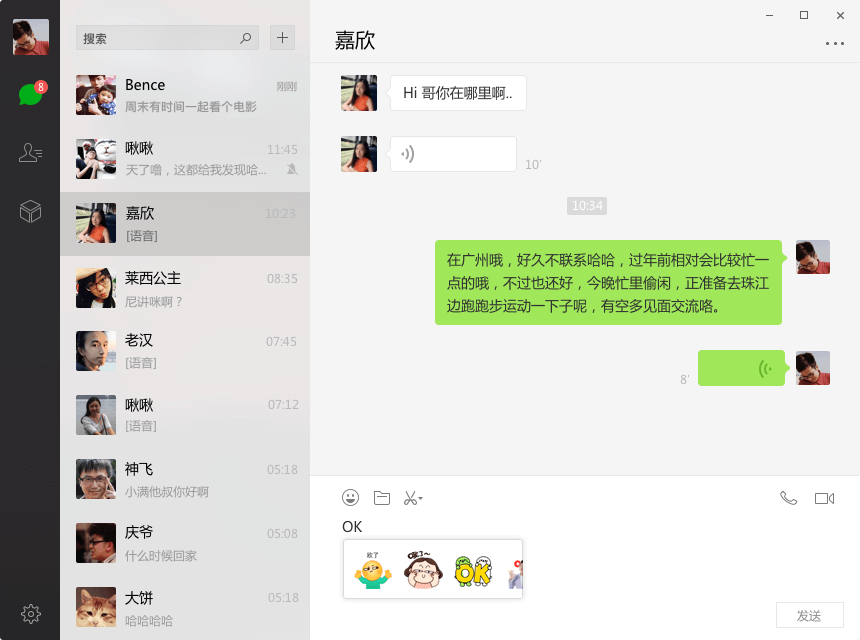 8
搜索
Bence
刚刚
周末有时间一起看个电影
啾啾
11:45
天了噜，这都给我发现哈...
嘉欣
10:23
[语音]
莱西公主
08:35
尼讲咪啊？
老汉
07:45
[语音]
啾啾
07:12
[语音]
神飞
05:18
小满他叔你好啊
庆爷
05:08
什么时候回家
大饼
05:18
哈哈哈哈
嘉欣
Hi 哥你在哪里啊..
10'
10:34
在广州哦，好久不联系哈哈，过年前相对会比较忙一
点的哦，不过也还好，今晚忙里偷闲，正准备去珠江
边跑跑步运动一下子呢，有空多见面交流咯。
8'
OK
欧了
OK
发送